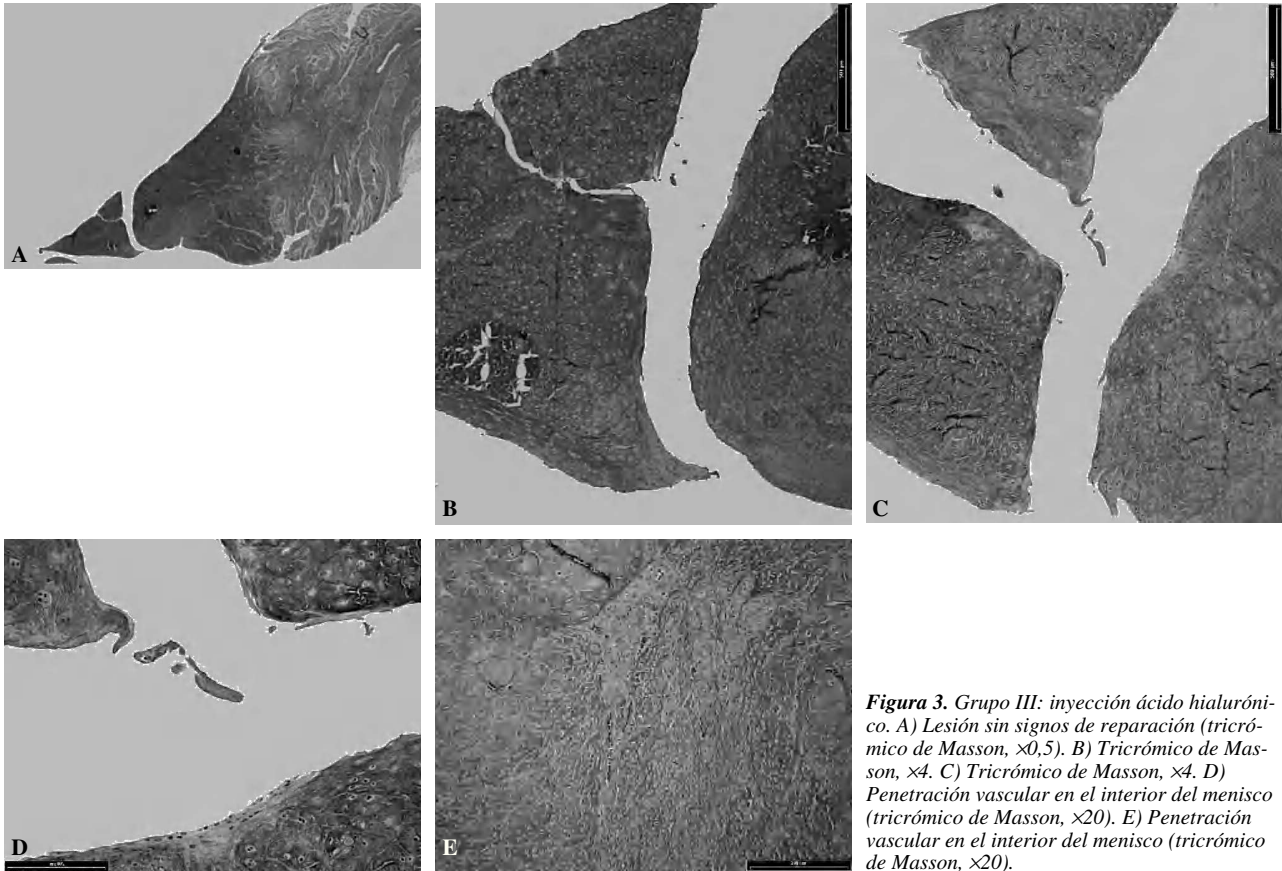 A
B
C
D
E
Figura 3. Grupo III: inyección ácido hialuróni-
co. A) Lesión sin signos de reparación (tricró-
mico de Masson, ×0,5). B) Tricrómico de Mas-
son, ×4. C) Tricrómico de Masson, ×4. D)
Penetración vascular en el interior del menisco
(tricrómico de Masson, ×20). E) Penetración
vascular en el interior del menisco (tricrómico
de Masson, ×20).